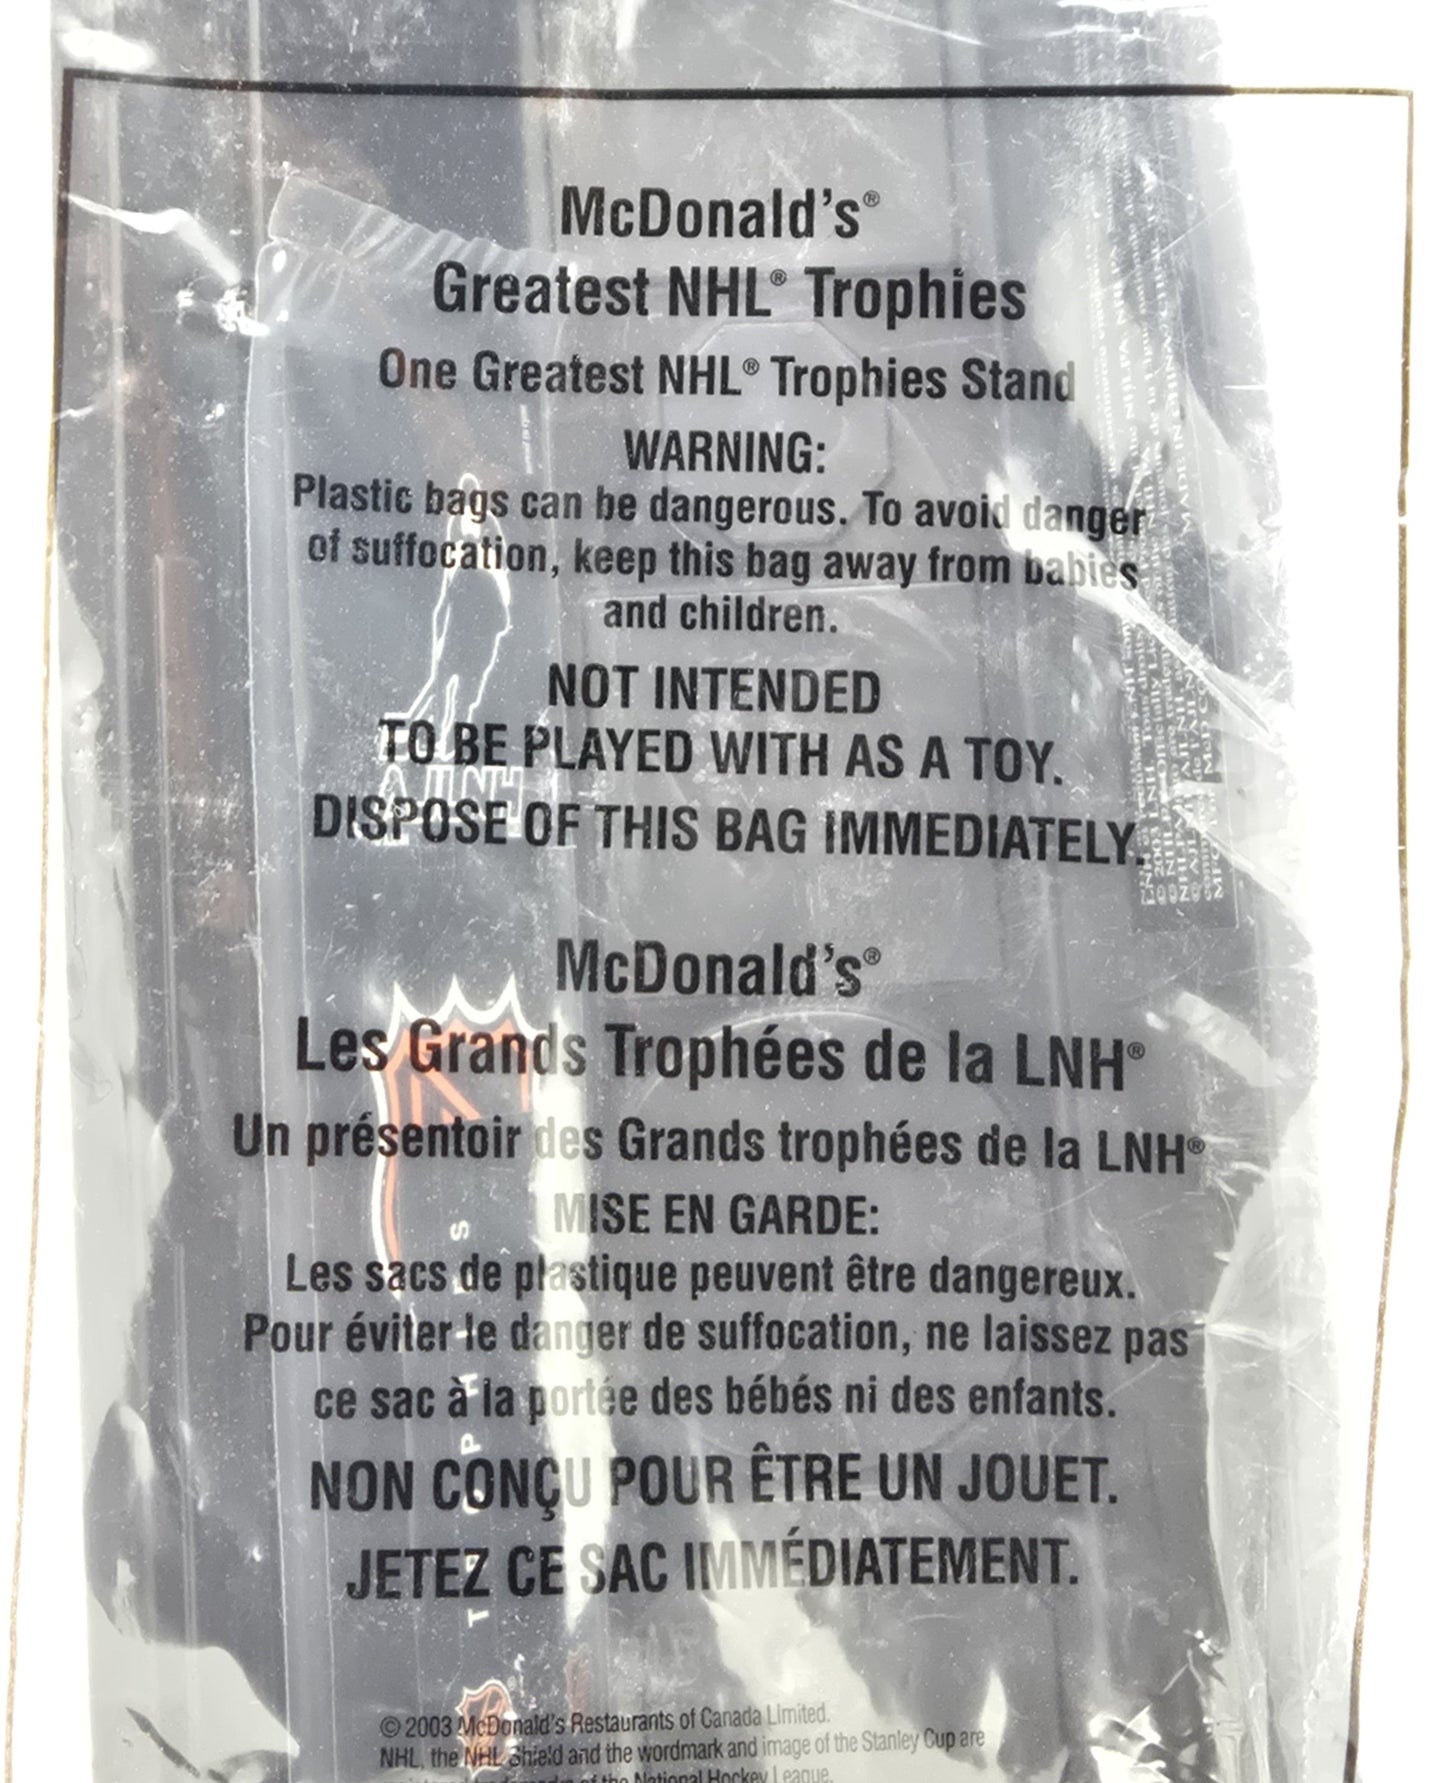 McDonald's®
Greatest NHL® Trophies
One Greatest NHL® Trophies Stand
WARNING:
Plastic bags can be dangerous. To avoid danger
of suffocation, keep this bag away from babies
and children.
NOT INTENDED
TO BE PLAYED WITH AS A TOY.
DISPOSE OF THIS BAG IMMEDIATELY.
McDonald's®
Les Grands Trophées de la LNH®
Un présentoir des Grands trophées de la LNH®
MISE EN GARDE:
Les sacs de plastique peuvent être dangereux.
Pour éviter le danger de suffocation, ne laissez pas
ce sac à la portée des bébés ni des enfants.
NON CONÇU POUR ÊTRE UN JOUET.
JETEZ CE SAC IMMÉDIATEMENT.
© 2003 McDonald's Restaurants of Canada Limited.
NHL, the NHL Shield and the wordmark and image of the Stanley Cup are
of the National Hockey League.